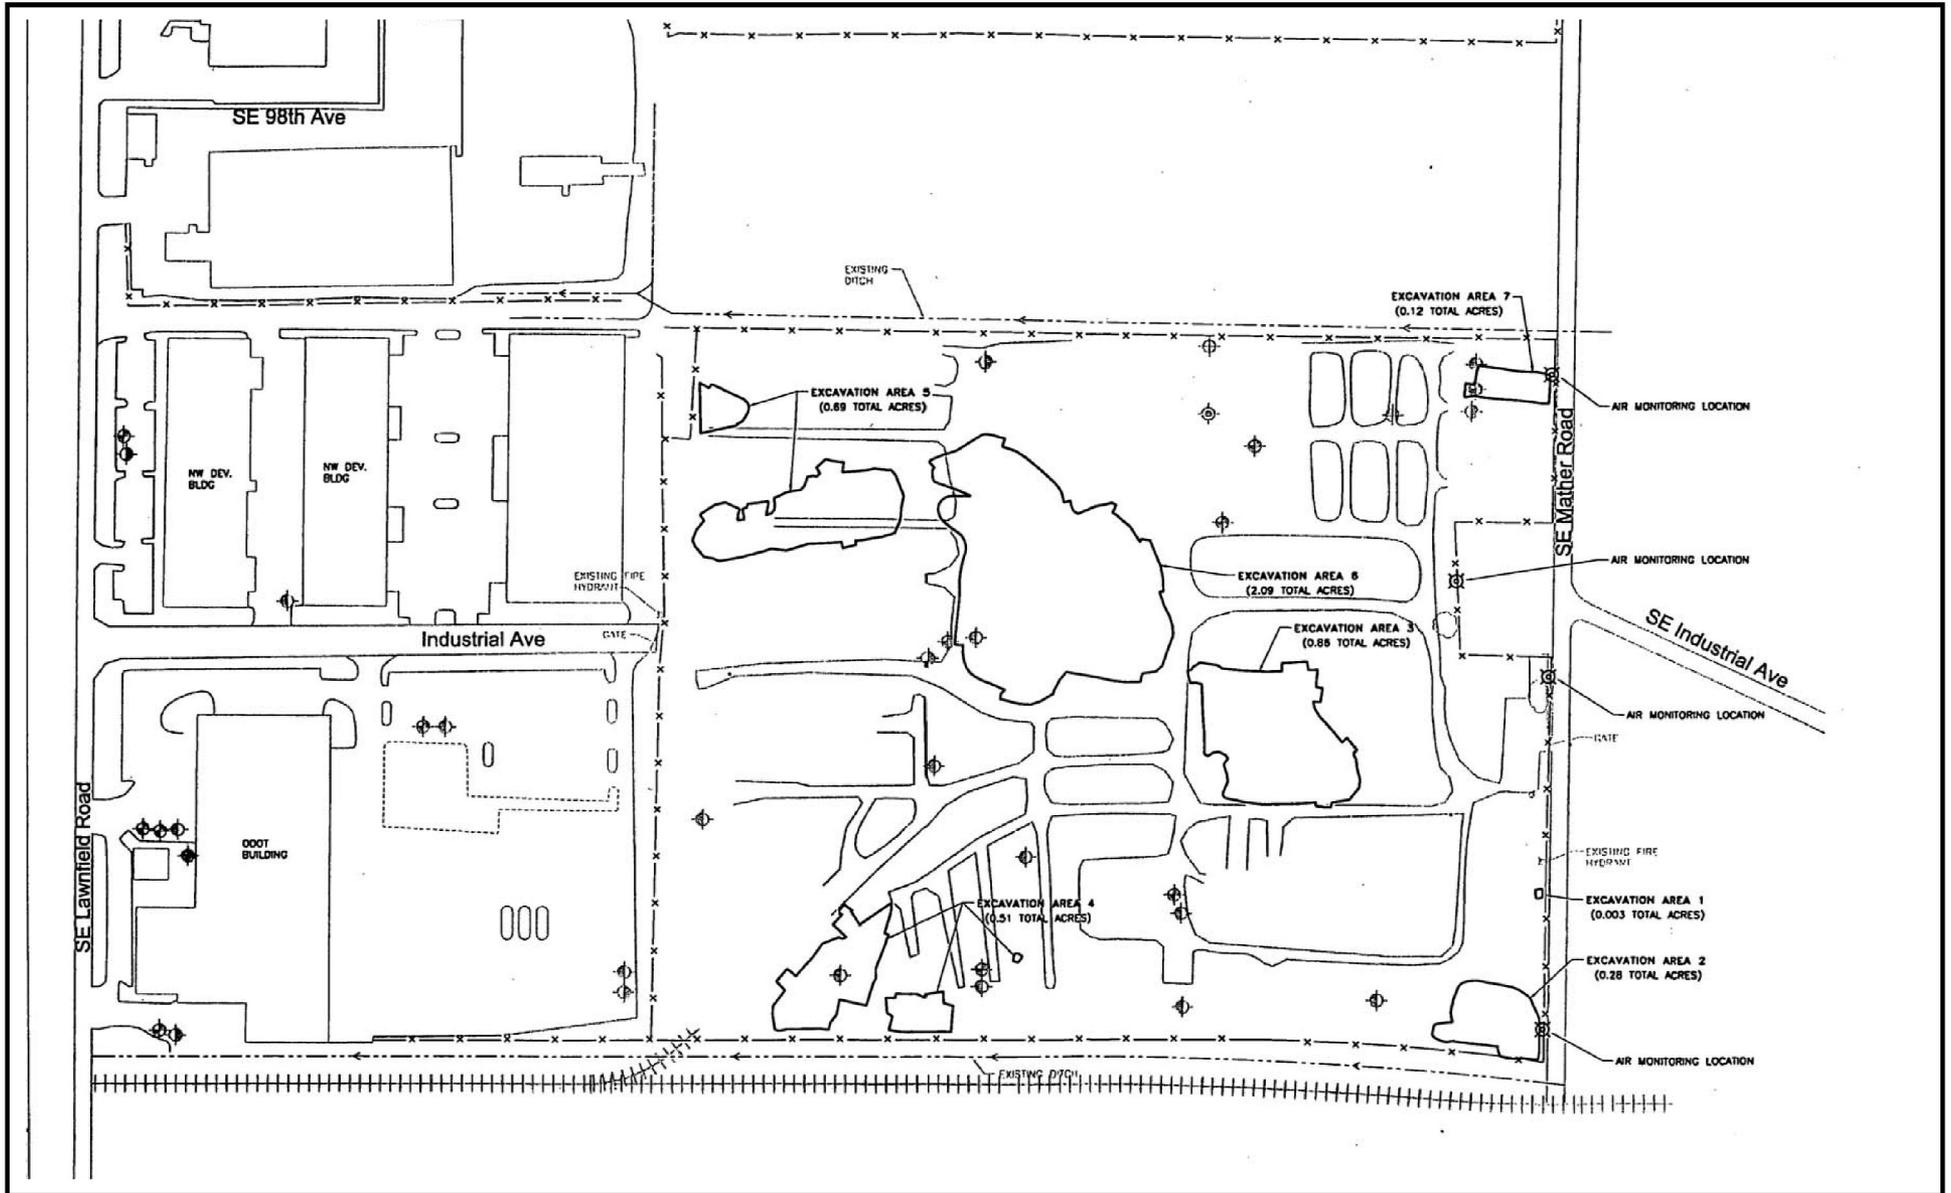 SE 98th Ave
EXISTING
DITCH
EXCAVATION AREA 7
(0.12 TOTAL ACRES)
EXCAVATION AREA 5
(0.69 TOTAL ACRES)
AIR MONITORING LOCATION
SE Mather Road
NW DEV.
BLDG
NW DEV.
BLDG
AIR MONITORING LOCATION
EXISTING FIRE
HYDRANT
EXCAVATION AREA 6
(2.09 TOTAL ACRES)
Industrial Ave
GATE
EXCAVATION AREA 3
(0.86 TOTAL ACRES)
SE Industrial Ave
AIR MONITORING LOCATION
GATE
SE Lawnfield Road
ODOT
BUILDING
EXISTING FIRE
HYDRANT
EXCAVATION AREA 4
(0.51 TOTAL ACRES)
EXCAVATION AREA 1
(0.003 TOTAL ACRES)
EXCAVATION AREA 2
(0.28 TOTAL ACRES)
AIR MONITORING LOCATION
EXISTING DITCH